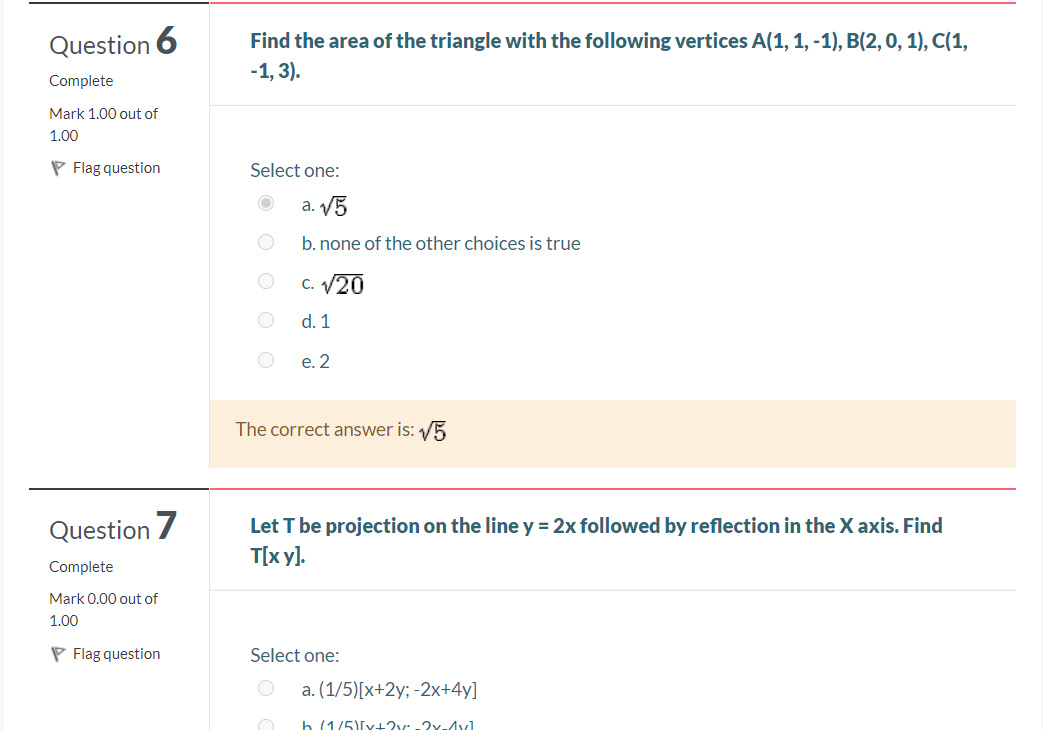 Question 6
Complete
Mark 1.00 out of
1.00
Flag question
Find the area of the triangle with the following vertices A(1, 1, -1), B(2, 0, 1), C(1,
-1, 3).
Select one:
a. √5
b. none of the other choices is true
c. √20
d. 1
e. 2
The correct answer is: √5
Question 7
Complete
Mark 0.00 out of
1.00
Flag question
Let T be projection on the line y = 2x followed by reflection in the X axis. Find
T[x y].
Select one:
a. (1/5)[x+2y; -2x+4y]
b. (1/5)[x+2y; -2x-4y]